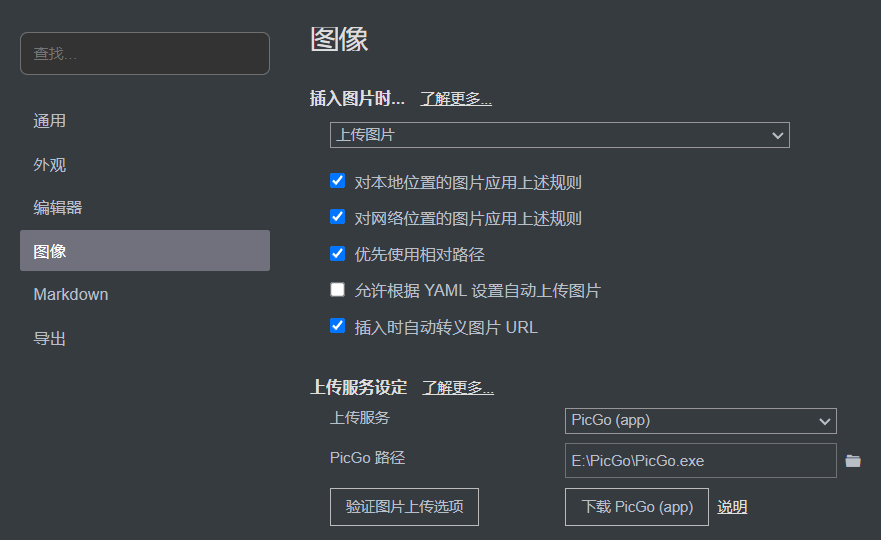 图像
查找...
插入图片时... 了解更多...
上传图片
通用
外观
编辑器
图像
Markdown
导出
对本地位置的图片应用上述规则
对网络位置的图片应用上述规则
优先使用相对路径
允许根据 YAML 设置自动上传图片
插入时自动转义图片 URL
上传服务设定 了解更多...
上传服务 PicGo (app)
PicGo 路径 E:\PicGo\PicGo.exe
验证图片上传选项 下载 PicGo (app) 说明